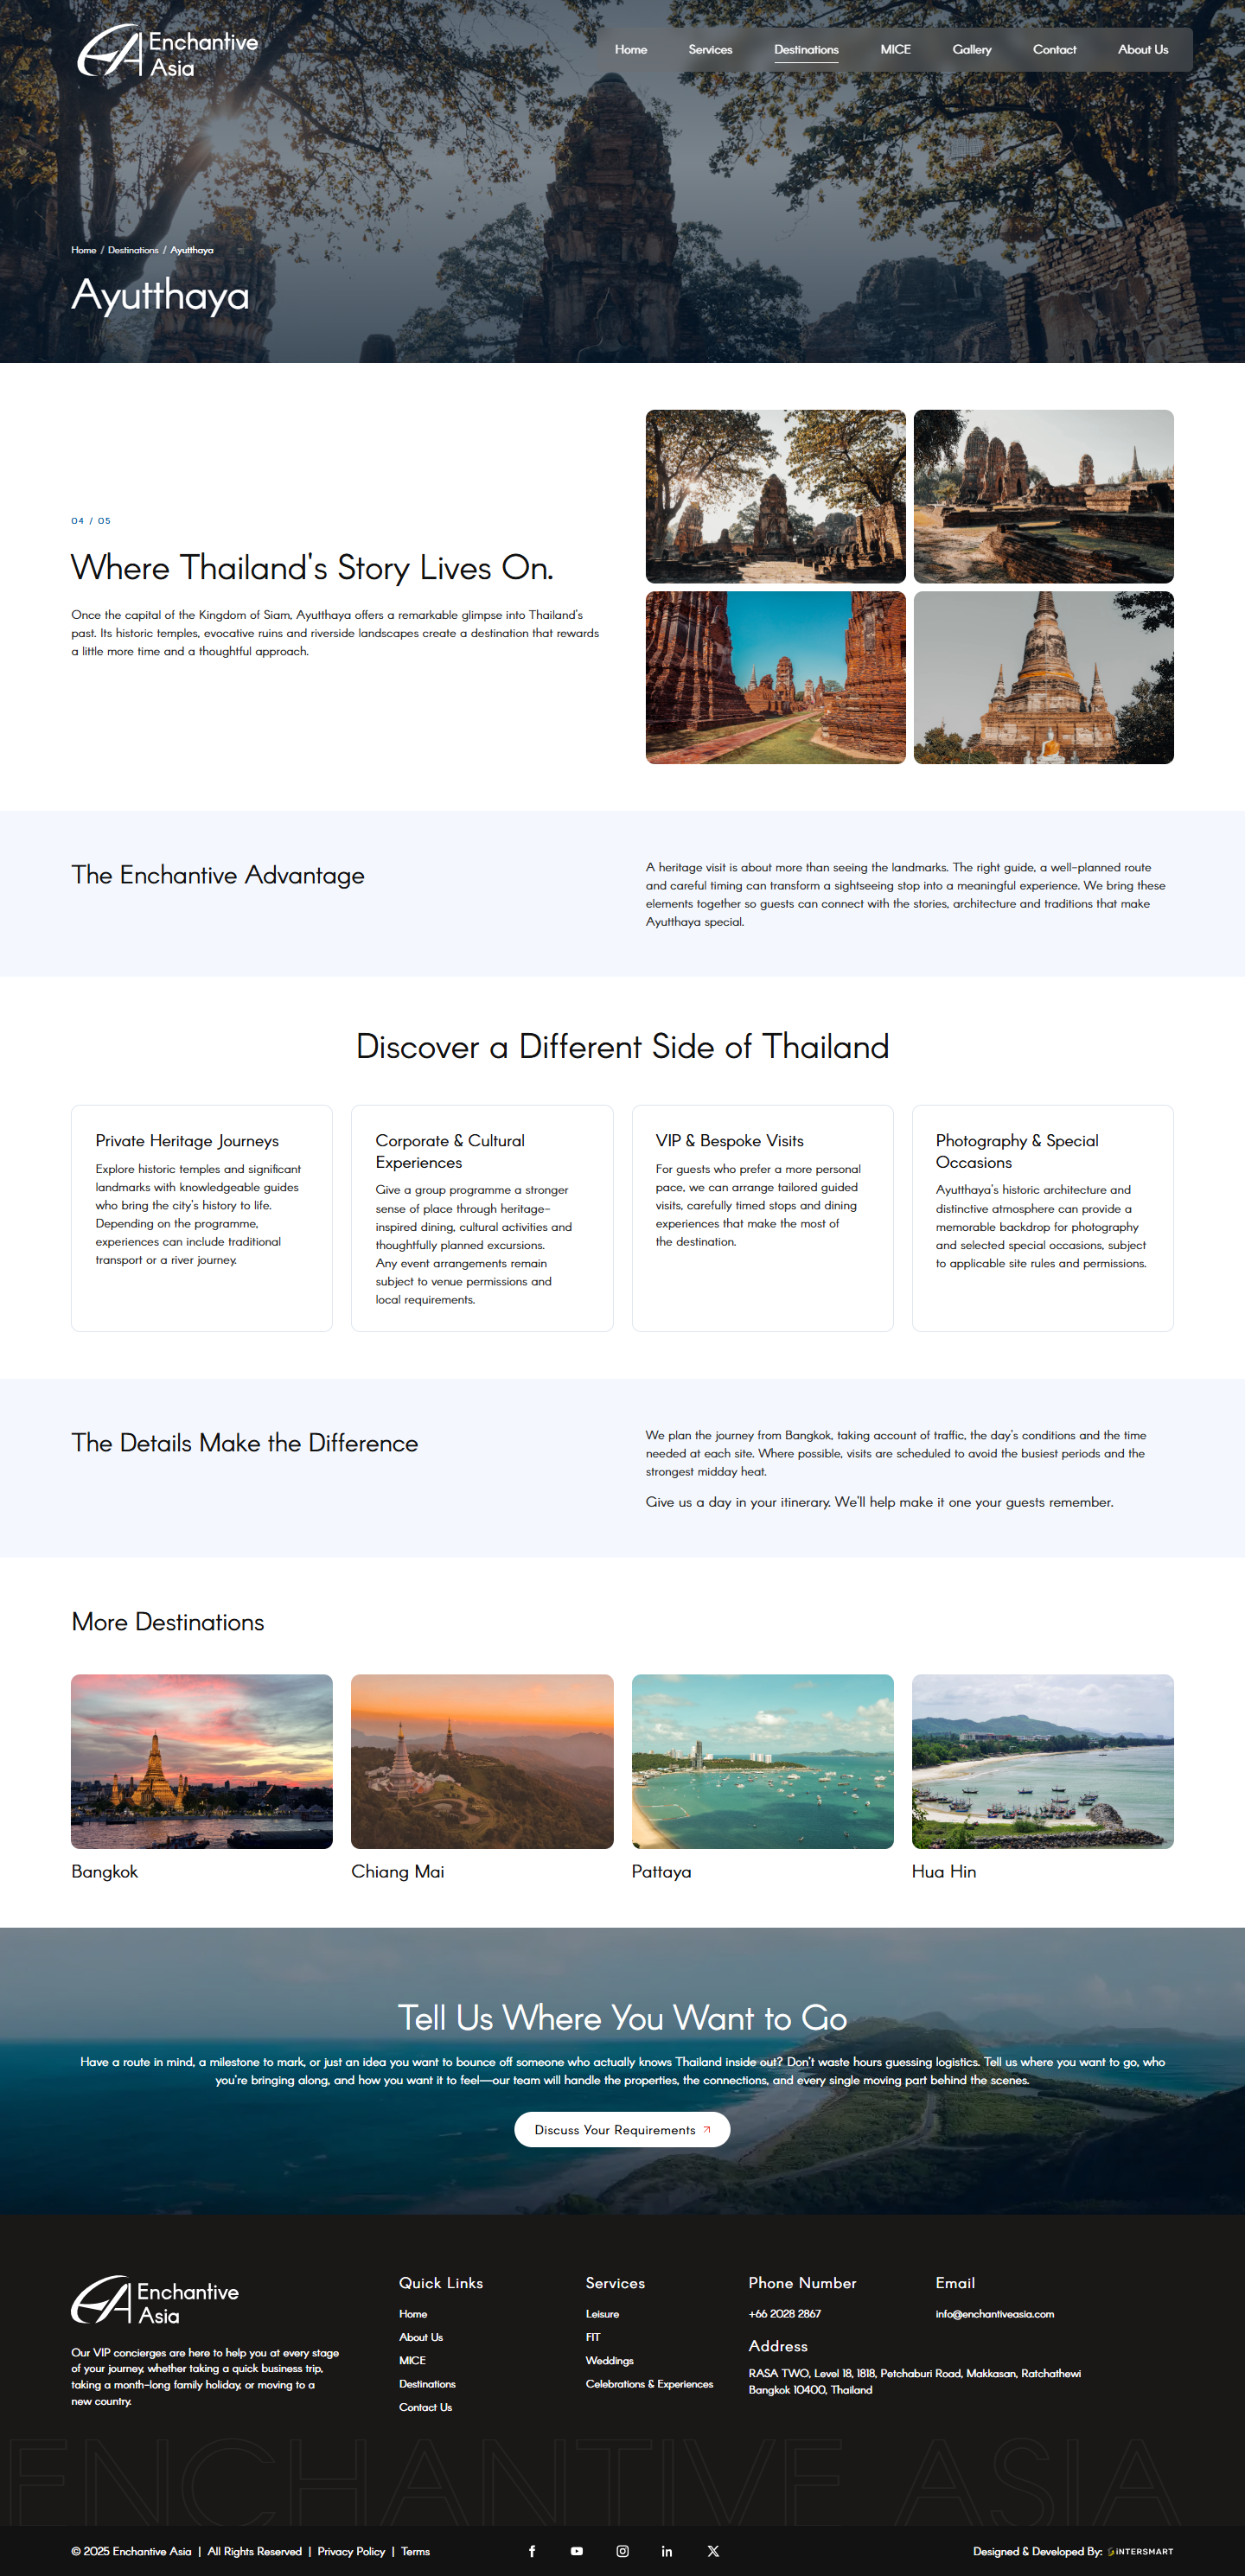 Enchantive
Asia
Home
Services
Destinations
MICE
Gallery
Contact
About Us
Home / Destinations / Ayutthaya
Ayutthaya
04 / 05
Where Thailand's Story Lives On.
Once the capital of the Kingdom of Siam, Ayutthaya offers a remarkable glimpse into Thailand's
past. Its historic temples, evocative ruins and riverside landscapes create a destination that rewards
a little more time and a thoughtful approach.
The Enchantive Advantage
A heritage visit is about more than seeing the landmarks. The right guide, a well-planned route
and careful timing can transform a sightseeing stop into a meaningful experience. We bring these
elements together so guests can connect with the stories, architecture and traditions that make
Ayutthaya special.
Discover a Different Side of Thailand
Private Heritage Journeys
Explore historic temples and significant
landmarks with knowledgeable guides
who bring the city's history to life.
Depending on the programme,
experiences can include traditional
transport or a river journey.
Corporate & Cultural
Experiences
Give a group programme a stronger
sense of place through heritage-
inspired dining, cultural activities and
thoughtfully planned excursions.
Any event arrangements remain
subject to venue permissions and
local requirements.
VIP & Bespoke Visits
For guests who prefer a more personal
pace, we can arrange tailored guided
visits, carefully timed stops and dining
experiences that make the most of
the destination.
Photography & Special
Occasions
Ayutthaya's historic architecture and
distinctive atmosphere can provide a
memorable backdrop for photography
and selected special occasions, subject
to applicable site rules and permissions.
The Details Make the Difference
We plan the journey from Bangkok, taking account of traffic, the day's conditions and the time
needed at each site. Where possible, visits are scheduled to avoid the busiest periods and the
strongest midday heat.
Give us a day in your itinerary. We'll help make it one your guests remember.
More Destinations
Bangkok
Chiang Mai
Pattaya
Hua Hin
Tell Us Where You Want to Go
Have a route in mind, a milestone to mark, or just an idea you want to bounce off someone who actually knows Thailand inside out? Don't waste hours guessing logistics. Tell us where you want to go, who
you're bringing along, and how you want it to feel—our team will handle the properties, the connections, and every single moving part behind the scenes.
Discuss Your Requirements
Enchantive
Asia
Our VIP concierges are here to help you at every stage
of your journey, whether taking a quick business trip,
taking a month-long family holiday, or moving to a
new country.
Quick Links
Home
About Us
MICE
Destinations
Contact Us
Services
Leisure
FIT
Weddings
Celebrations & Experiences
Phone Number
+66 2028 2867
Email
info@enchantiveasia.com
Address
RASA TWO, Level 18, 1818, Petchaburi Road, Makkasan, Ratchathewi
Bangkok 10400, Thailand
ENCHANTIVE ASIA
© 2025 Enchantive Asia | All Rights Reserved | Privacy Policy | Terms
Designed & Developed By: INTERSMART